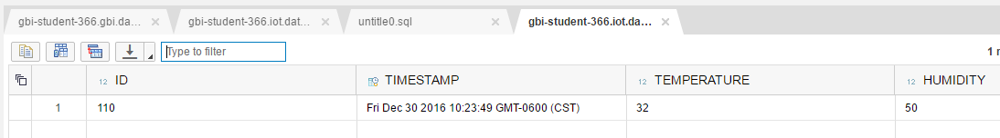 gbi-student-366.gbi.da... × gbi-student-366.iot.dat... × untitle0.sql × gbi-student-366.iot.da... ×
Type to filter 1
12 ID TIMESTAMP 12 TEMPERATURE 12 HUMIDITY
1 110 Fri Dec 30 2016 10:23:49 GMT-0600 (CST) 32 50